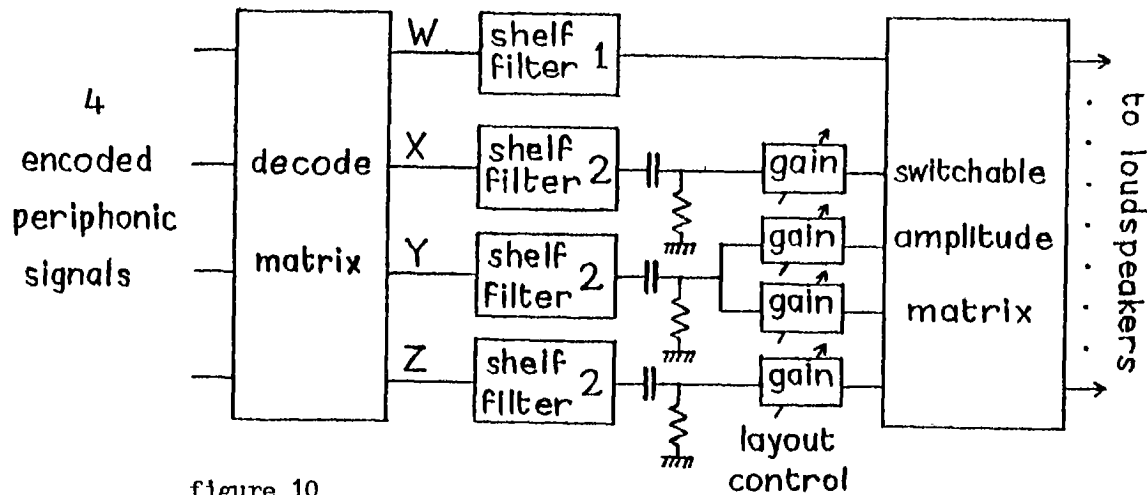 4
encoded
periphonic
signals
decode
matrix
W
shelf
filter 1
X
shelf
filter 2
gain
Y
shelf
filter 2
gain
gain
Z
shelf
filter 2
gain
layout
control
switchable
amplitude
matrix
to loudspeakers
figure 10